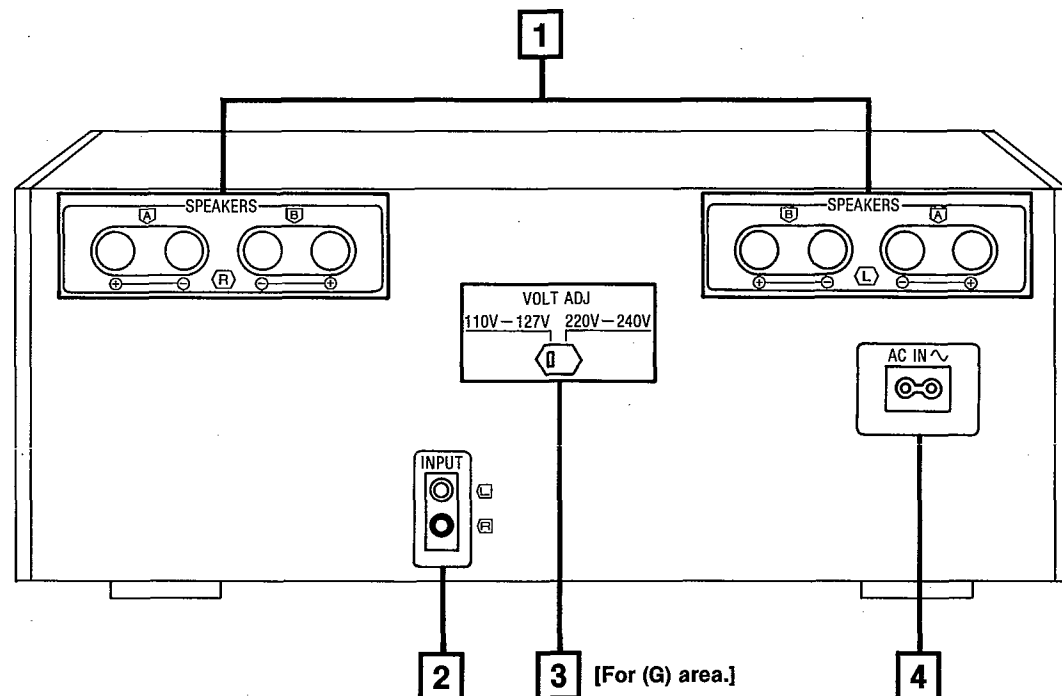 1
SPEAKERS
A B
R
⊕ ⊖ ⊖ ⊕
SPEAKERS
B A
L
⊕ ⊖ ⊖ ⊕
VOLT ADJ
110V–127V 220V–240V
AC IN ∿
INPUT
L
R
2
3 [For (G) area.]
4